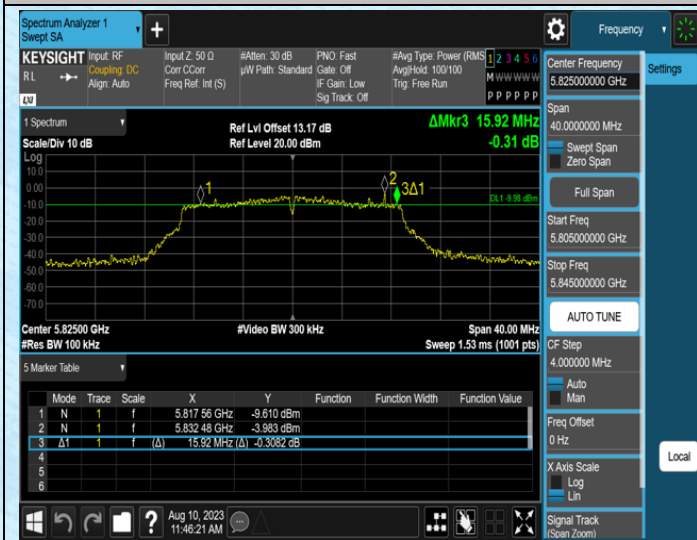 Spectrum Analyzer 1
Swept SA
+
Frequency
KEYSIGHT
Input: RF
Coupling: DC
Align: Auto
Input Z: 50 Ω
Corr CCorr
Freq Ref: Int (S)
#Atten: 30 dB
µW Path: Standard
PNO: Fast
Gate: Off
IF Gain: Low
Sig Track: Off
#Avg Type: Power (RMS
Avg|Hold: 100/100
Trig: Free Run
1 2 3 4 5 6
M W W W W W
P P P P P P
R L
LXI
1 Spectrum
Scale/Div 10 dB
Ref Lvl Offset 13.17 dB
Ref Level 20.00 dBm
ΔMkr3 15.92 MHz
-0.31 dB
Log
10.0
0.00
-10.0
-20.0
-30.0
-40.0
-50.0
-60.0
-70.0
1
2
3Δ1
DL1 -9.98 dBm
Center 5.82500 GHz
#Res BW 100 kHz
#Video BW 300 kHz
Span 40.00 MHz
Sweep 1.53 ms (1001 pts)
5 Marker Table
Mode Trace Scale X Y Function Function Width Function Value
1 N 1 f 5.817 56 GHz -9.610 dBm
2 N 1 f 5.832 48 GHz -3.983 dBm
3 Δ1 1 f (Δ) 15.92 MHz (Δ) -0.3082 dB
4
5
6
?
Aug 10, 2023
11:46:21 AM
Center Frequency
5.825000000 GHz
Span
40.0000000 MHz
Swept Span
Zero Span
Full Span
Start Freq
5.805000000 GHz
Stop Freq
5.845000000 GHz
AUTO TUNE
CF Step
4.000000 MHz
Auto
Man
Freq Offset
0 Hz
X Axis Scale
Log
Lin
Signal Track
(Span Zoom)
Settings
Local